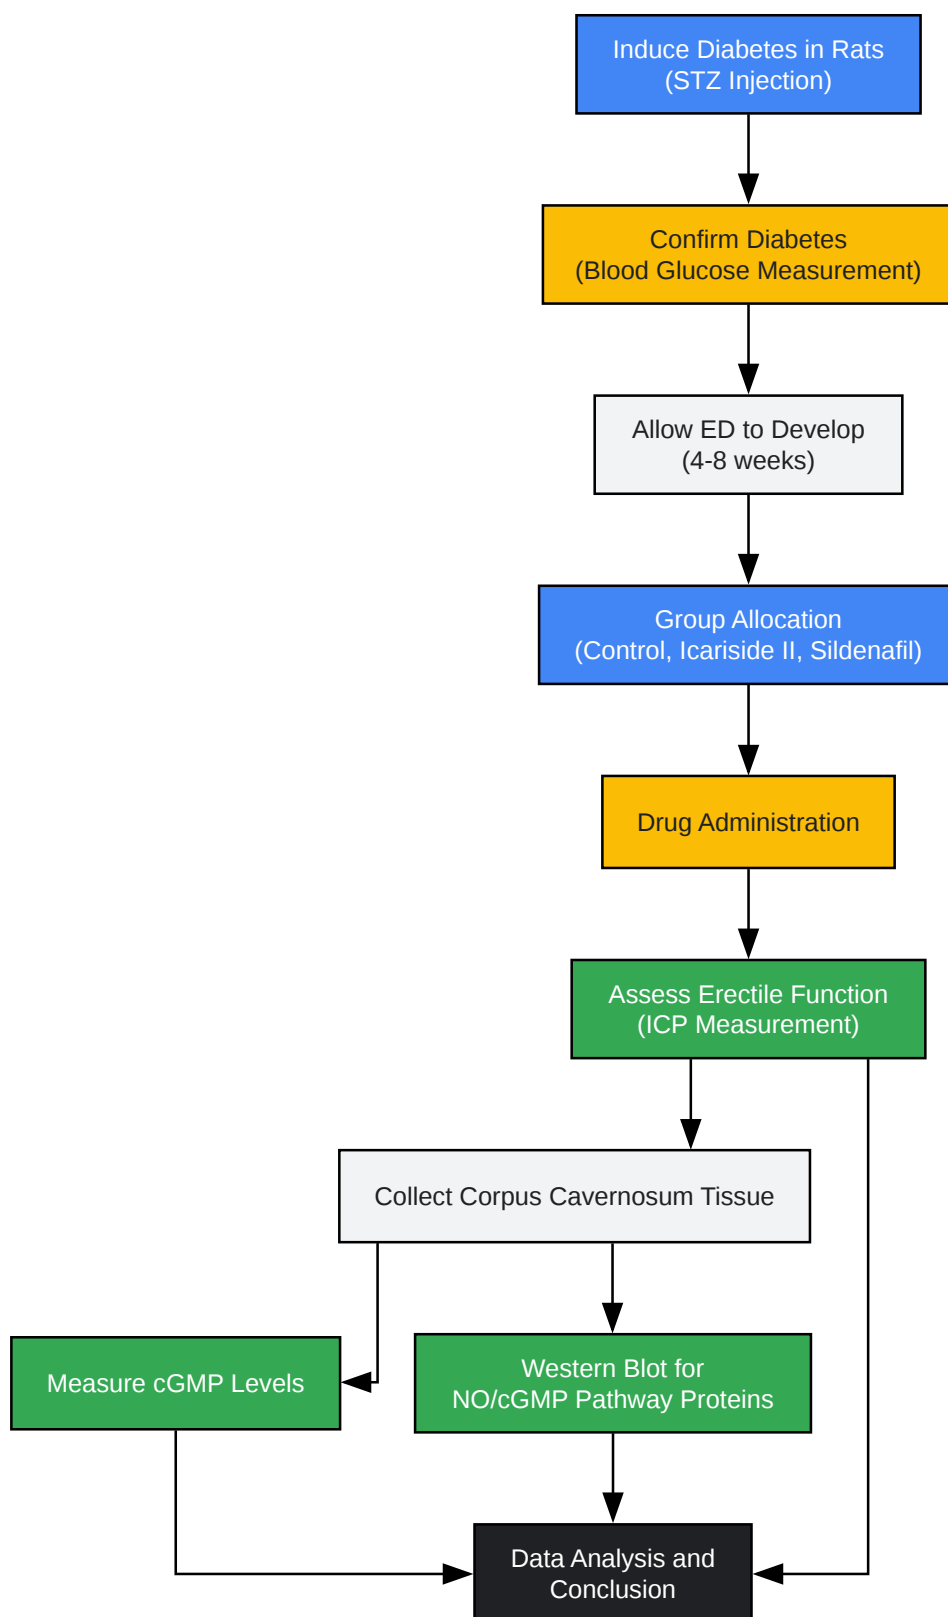 Induce Diabetes in Rats
(STZ Injection)
Confirm Diabetes
(Blood Glucose Measurement)
Allow ED to Develop
(4-8 weeks)
Group Allocation
(Control, Icariside II, Sildenafil)
Drug Administration
Assess Erectile Function
(ICP Measurement)
Collect Corpus Cavernosum Tissue
Measure cGMP Levels
Western Blot for
NO/cGMP Pathway Proteins
Data Analysis and
Conclusion